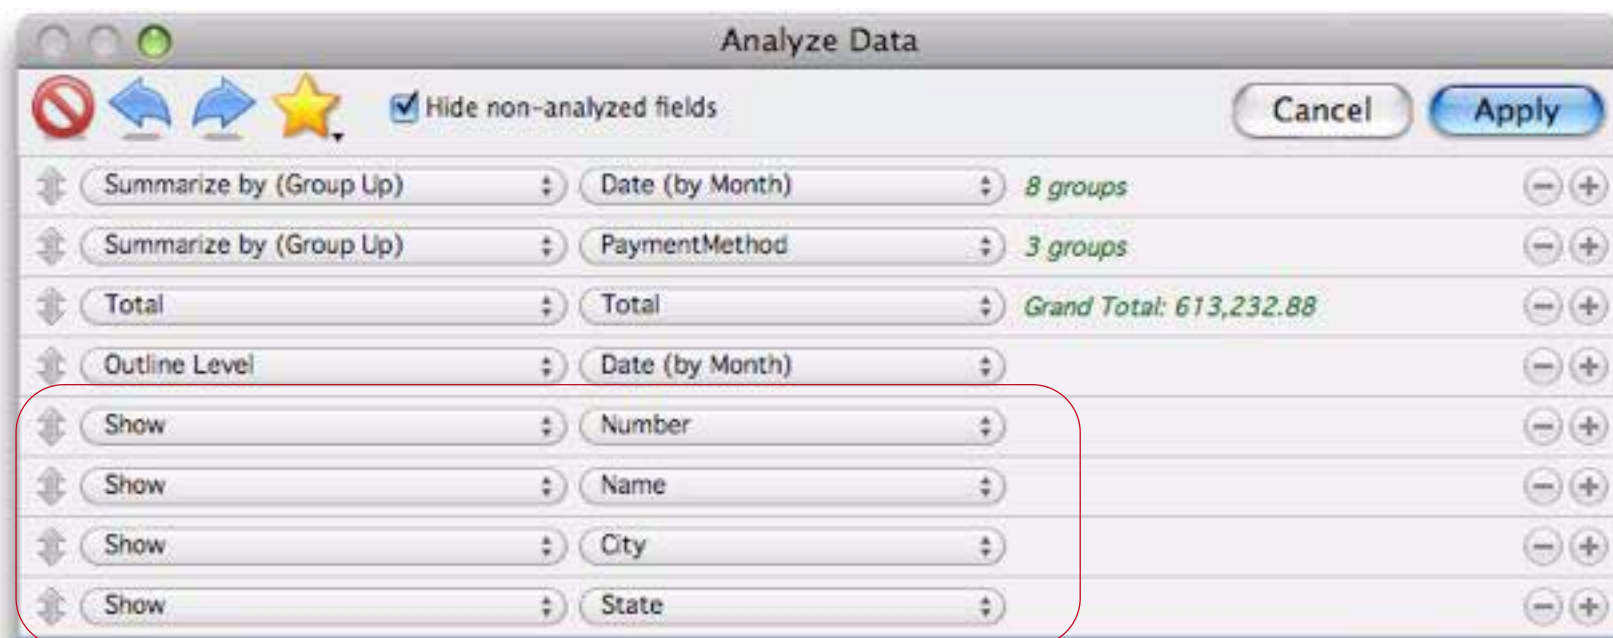 Analyze Data
Hide non-analyzed fields Cancel Apply
Summarize by (Group Up) Date (by Month) 8 groups
Summarize by (Group Up) PaymentMethod 3 groups
Total Total Grand Total: 613,232.88
Outline Level Date (by Month)
Show Number
Show Name
Show City
Show State